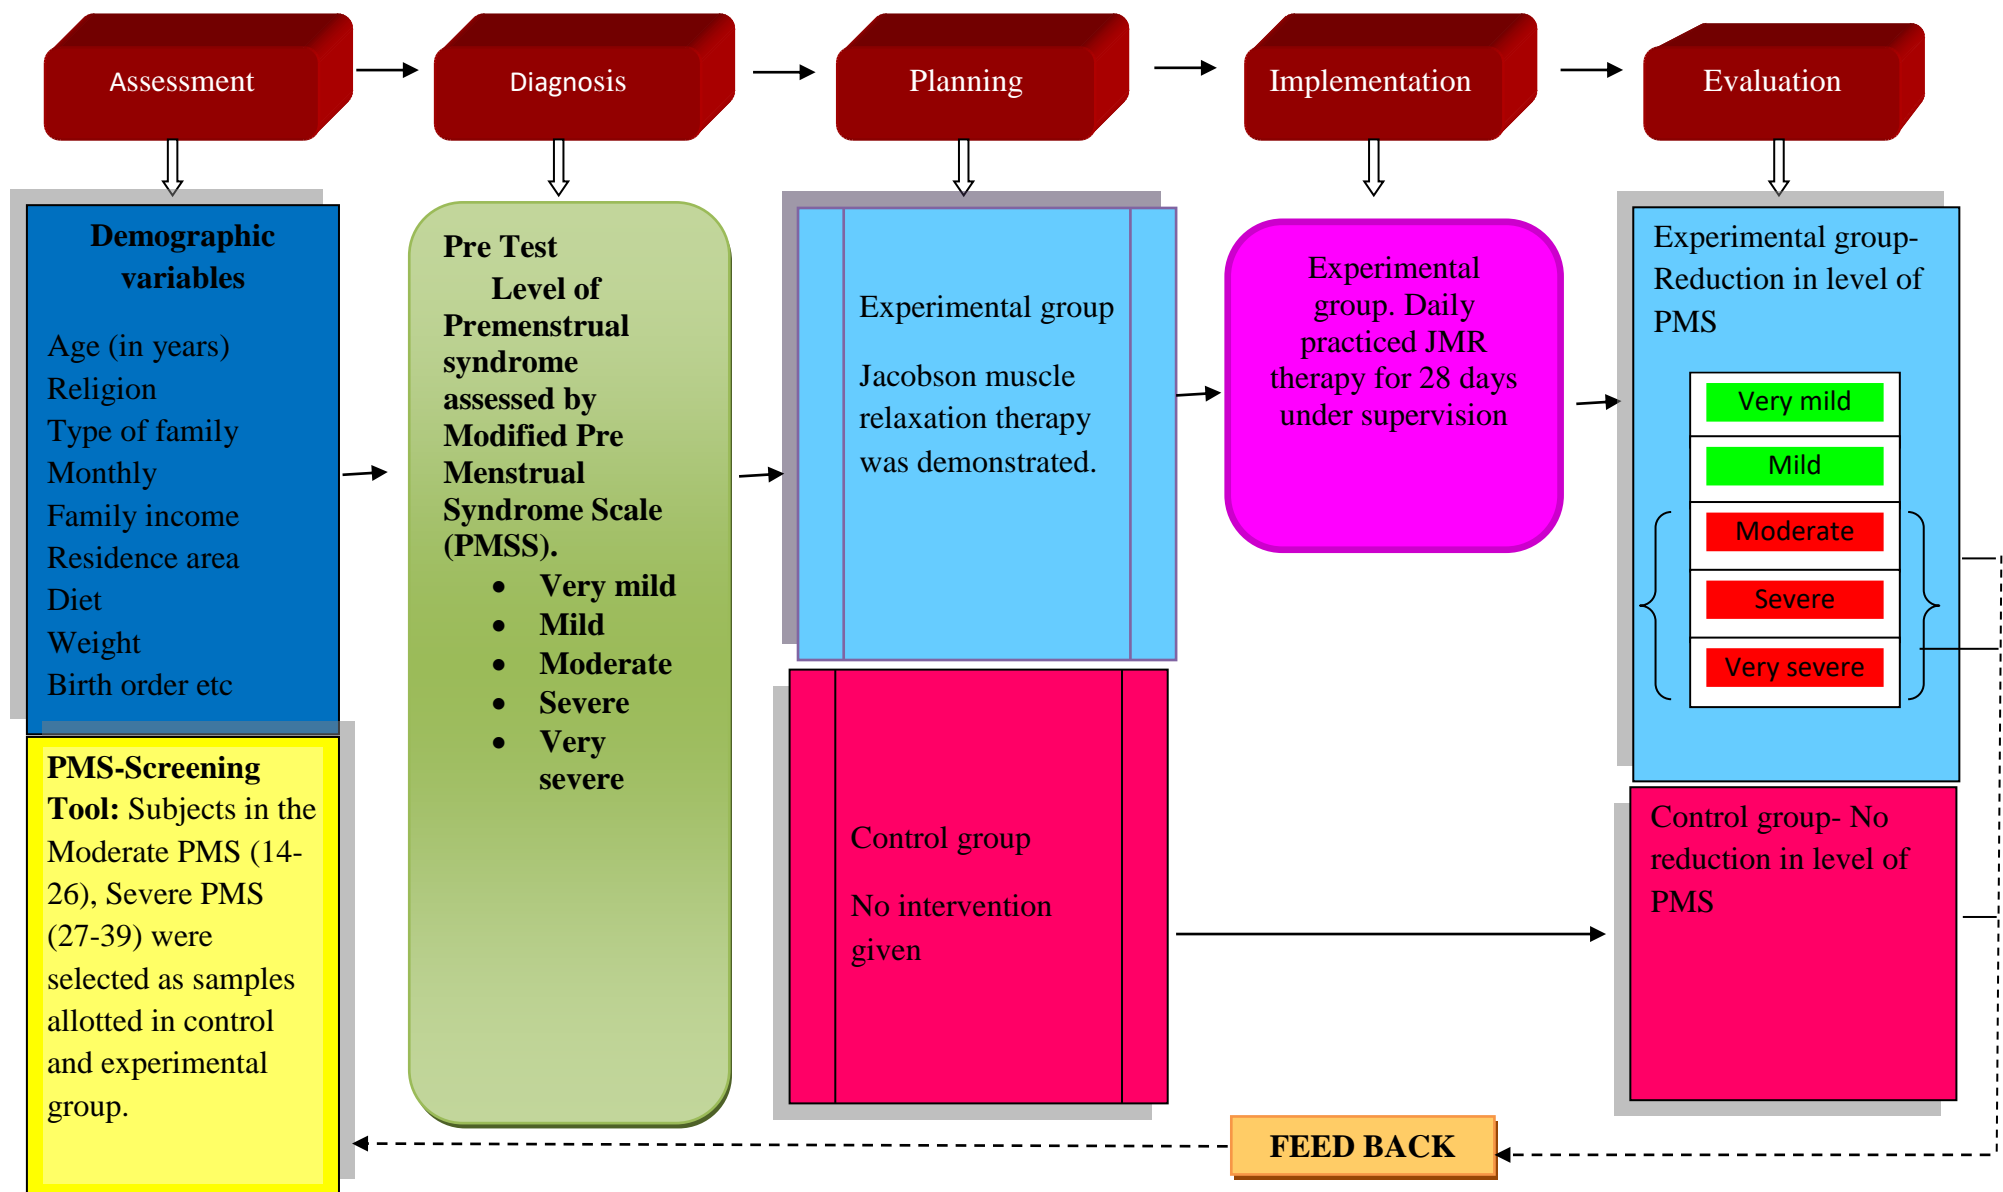 Assessment
Diagnosis
Planning
Implementation
Evaluation
Demographic
variables
Age (in years)
Religion
Type of family
Monthly
Family income
Residence area
Diet
Weight
Birth order etc
PMS-Screening
Tool: Subjects in the
Moderate PMS (14-
26), Severe PMS
(27-39) were
selected as samples
allotted in control
and experimental
group.
Pre Test
Level of
Premenstrual
syndrome
assessed by
Modified Pre
Menstrual
Syndrome Scale
(PMSS).
• Very mild
• Mild
• Moderate
• Severe
• Very
severe
Experimental group
Jacobson muscle
relaxation therapy
was demonstrated.
Control group
No intervention
given
Experimental
group. Daily
practiced JMR
therapy for 28 days
under supervision
Experimental group-
Reduction in level of
PMS
Very mild
Mild
Moderate
Severe
Very severe
Control group- No
reduction in level of
PMS
FEED BACK